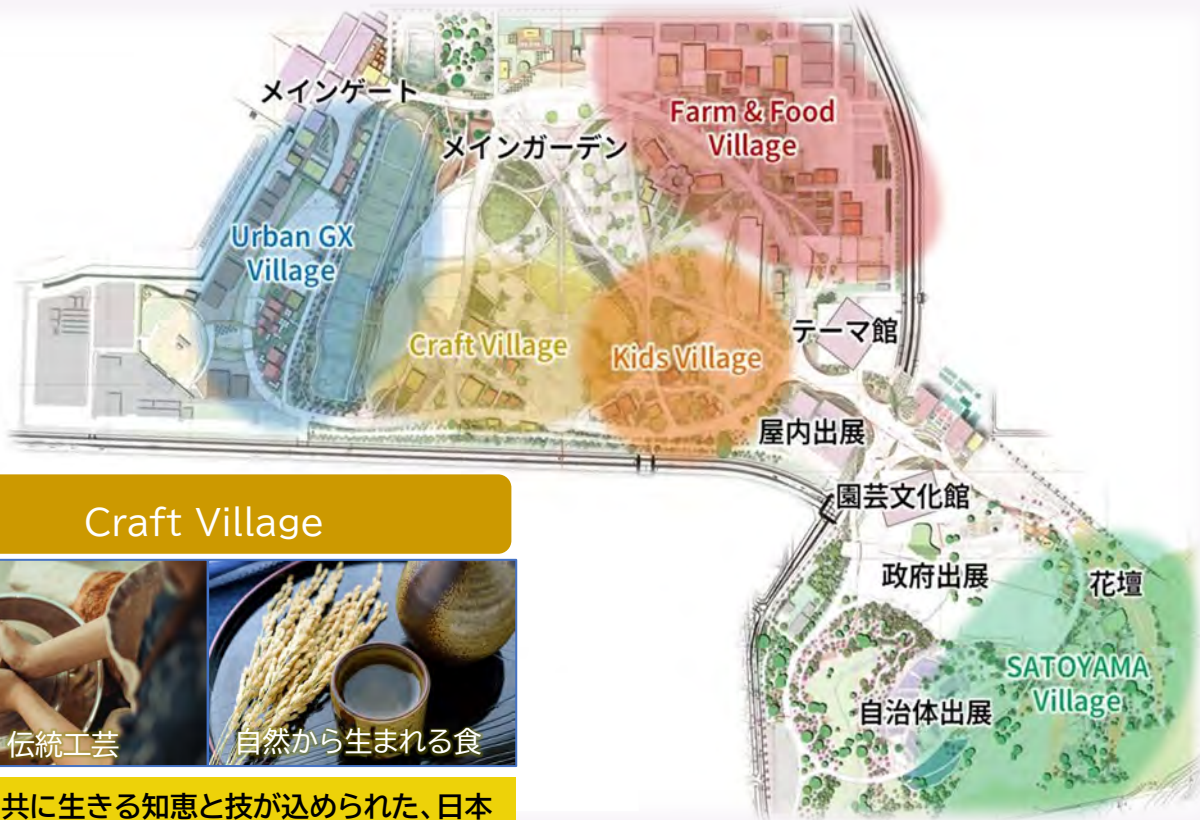 メインゲート
メインガーデン
Farm & Food
Village
Urban GX
Village
Craft Village
Kids Village
テーマ館
屋内出展
園芸文化館
政府出展
花壇
SATOYAMA
Village
自治体出展
Craft Village
伝統工芸
自然から生まれる食
共に生きる知恵と技が込められた、日本